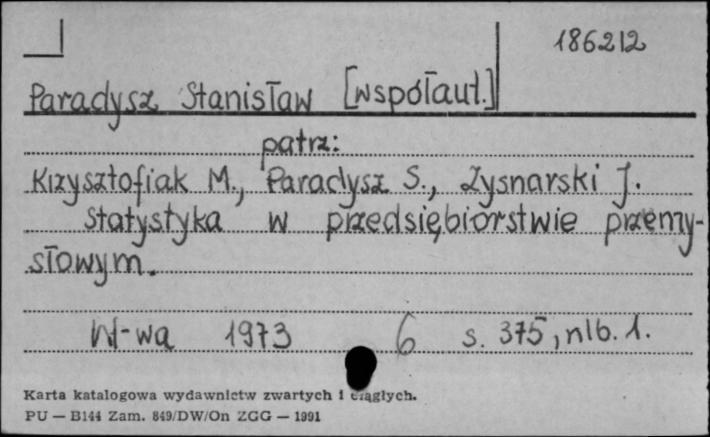 186212
Paradysz Stanisław [współaut.]
patrz:
Krzysztofiak M., Paradysz S., Zysnarski J.
Statystyka w przedsiębiorstwie przemy-
słowym.
W-wa 1973 6 s. 375, nlb. 1.
Karta katalogowa wydawnictw zwartych i ciągłych.
PU — B144 Zam. 849/DW/On ZGG — 1991